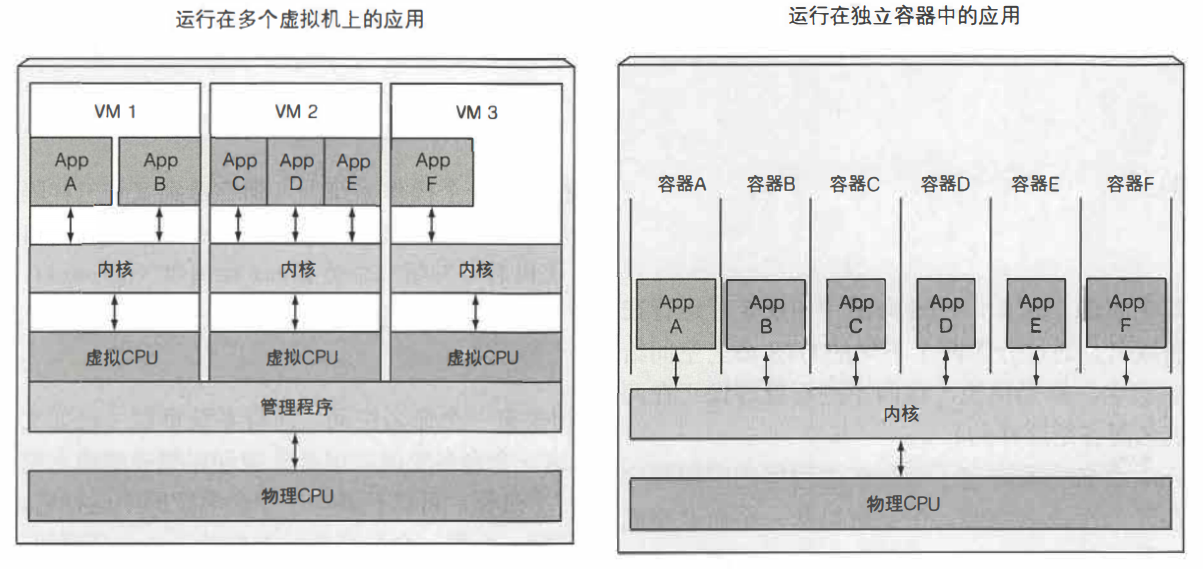 运行在多个虚拟机上的应用
VM 1
VM 2
VM 3
App
A
App
B
App
C
App
D
App
E
App
F
内核
内核
内核
虚拟CPU
虚拟CPU
虚拟CPU
管理程序
物理CPU
运行在独立容器中的应用
容器A
容器B
容器C
容器D
容器E
容器F
App
A
App
B
App
C
App
D
App
E
App
F
内核
物理CPU